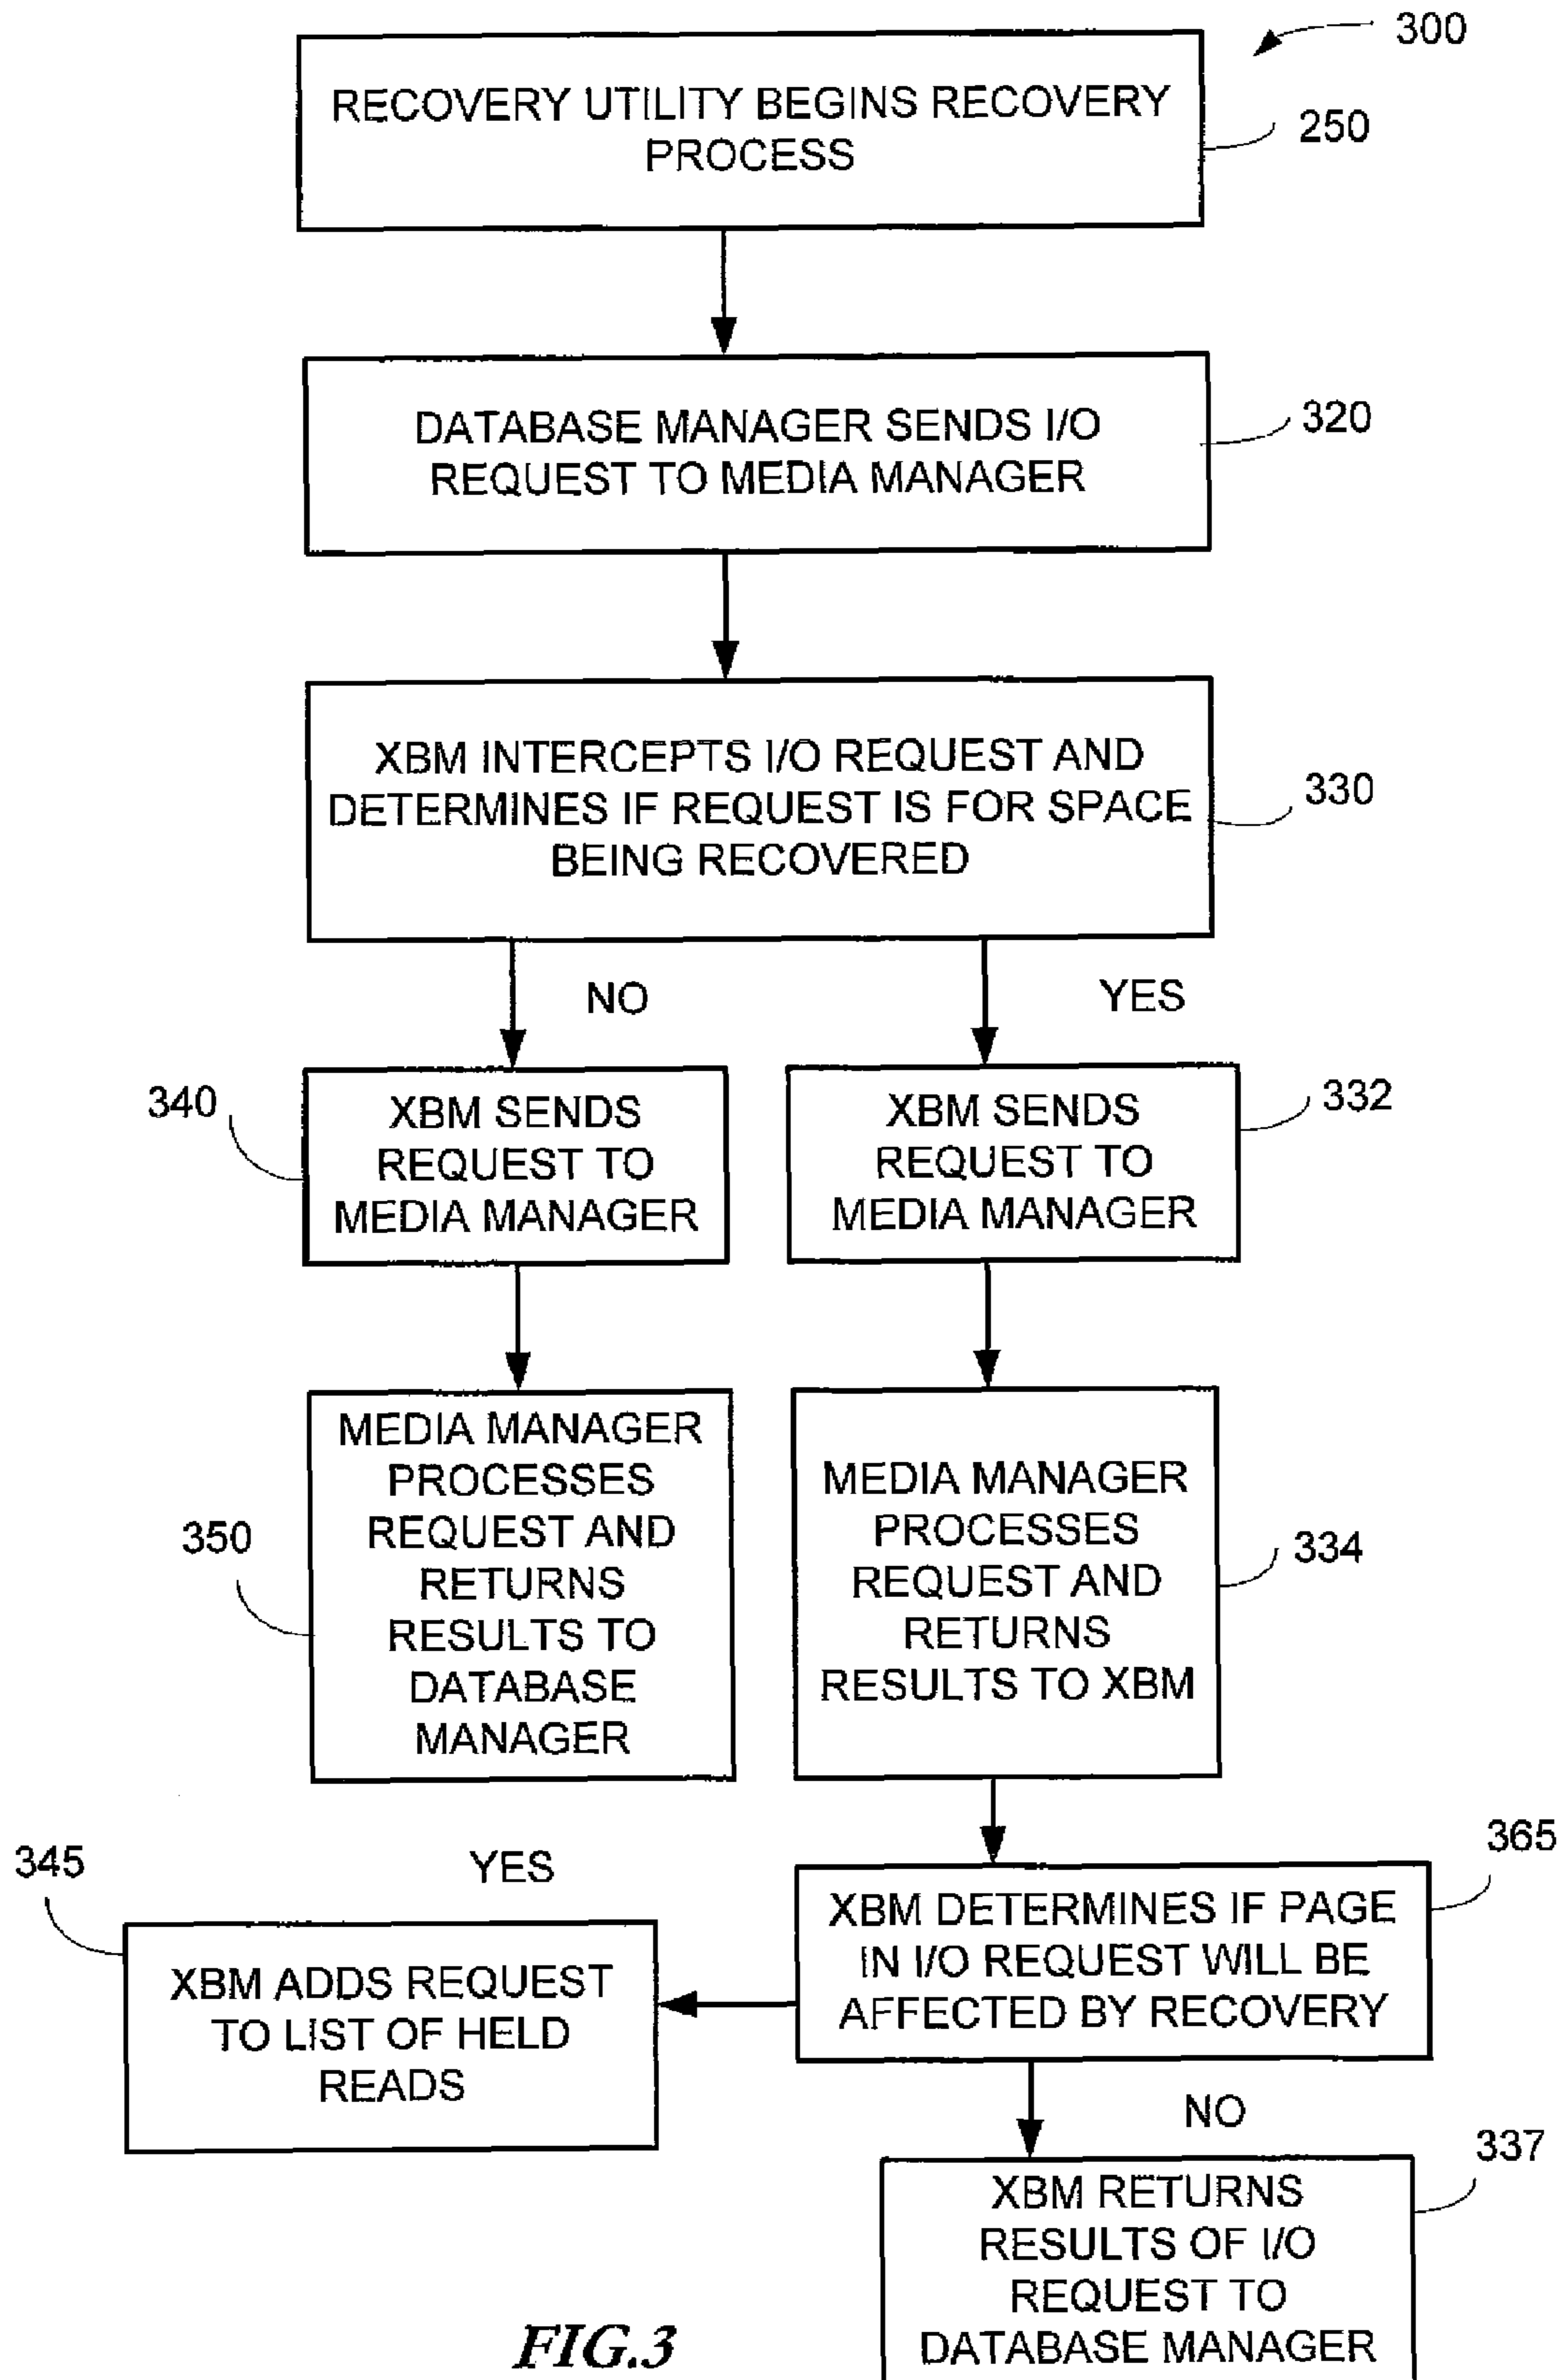 300
RECOVERY UTILITY BEGINS RECOVERY
PROCESS
250
DATABASE MANAGER SENDS I/O
REQUEST TO MEDIA MANAGER
320
XBM INTERCEPTS I/O REQUEST AND
DETERMINES IF REQUEST IS FOR SPACE
BEING RECOVERED
330
NO
YES
340
XBM SENDS
REQUEST TO
MEDIA MANAGER
XBM SENDS
REQUEST TO
MEDIA MANAGER
332
350
MEDIA MANAGER
PROCESSES
REQUEST AND
RETURNS
RESULTS TO
DATABASE
MANAGER
MEDIA MANAGER
PROCESSES
REQUEST AND
RETURNS
RESULTS TO XBM
334
345
YES
XBM ADDS REQUEST
TO LIST OF HELD
READS
XBM DETERMINES IF PAGE
IN I/O REQUEST WILL BE
AFFECTED BY RECOVERY
365
NO
337
XBM RETURNS
RESULTS OF I/O
REQUEST TO
DATABASE MANAGER
FIG.3